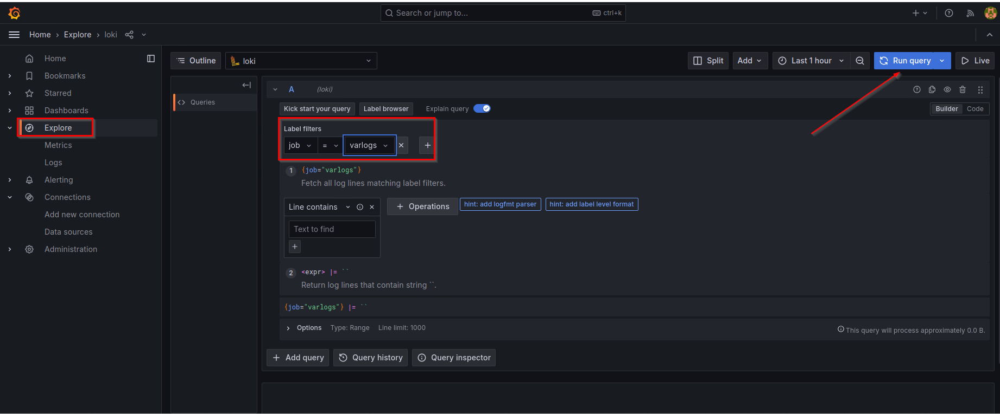 Search or jump to...
ctrl+k
Home › Explore › loki
Home
Bookmarks
Starred
Dashboards
Explore
Metrics
Logs
Alerting
Connections
Add new connection
Data sources
Administration
Outline
loki
Split
Add
Last 1 hour
Run query
Live
Queries
A (loki)
Kick start your query
Label browser
Explain query
Builder
Code
Label filters
job
=
varlogs
1 {job="varlogs"}
Fetch all log lines matching label filters.
Line contains
Text to find
Operations
hint: add logfmt parser
hint: add label level format
2 <expr> |= ``
Return log lines that contain string ``.
{job="varlogs"} |= ``
Options Type: Range Line limit: 1000
This query will process approximately 0.0 B.
Add query
Query history
Query inspector